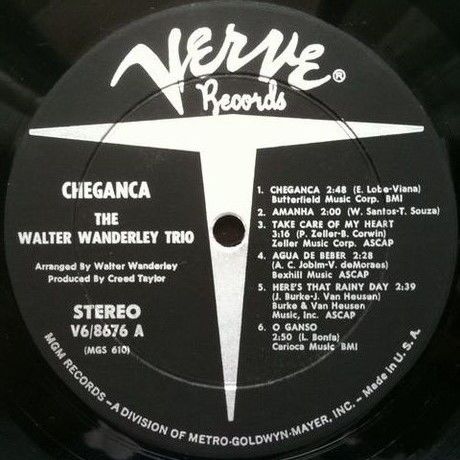 VERVE®
Records
CHEGANCA
THE
WALTER WANDERLEY TRIO
Arranged By Walter Wanderley
Produced By Creed Taylor
STEREO
V6/8676 A
(MGS 610)
1. CHEGANCA 2:48 (E. Lobo-Viana)
Butterfield Music Corp. BMI
2. AMANHA 2:00 (W. Santos-T. Souza)
3. TAKE CARE OF MY HEART
3:16 (P. Zeller-B. Corwin)
Zeller Music Corp. ASCAP
4. AGUA DE BEBER 2:28
(A. C. Jobim-V. deMoraes)
Bexhill Music ASCAP
5. HERE'S THAT RAINY DAY 2:39
(J. Burke-J. Van Heusen)
Burke & Van Heusen
Music, Inc. ASCAP
6. O GANSO
2:50 (L. Bonfa)
Carioca Music BMI
MGM RECORDS—A DIVISION OF METRO-GOLDWYN-MAYER, INC.—Made in U.S.A.